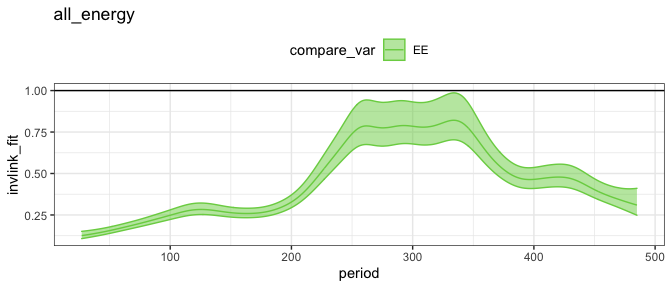 all_energy
compare_var EE
1.00
0.75
0.50
0.25
invlink_fit
100 200 300 400 500
period